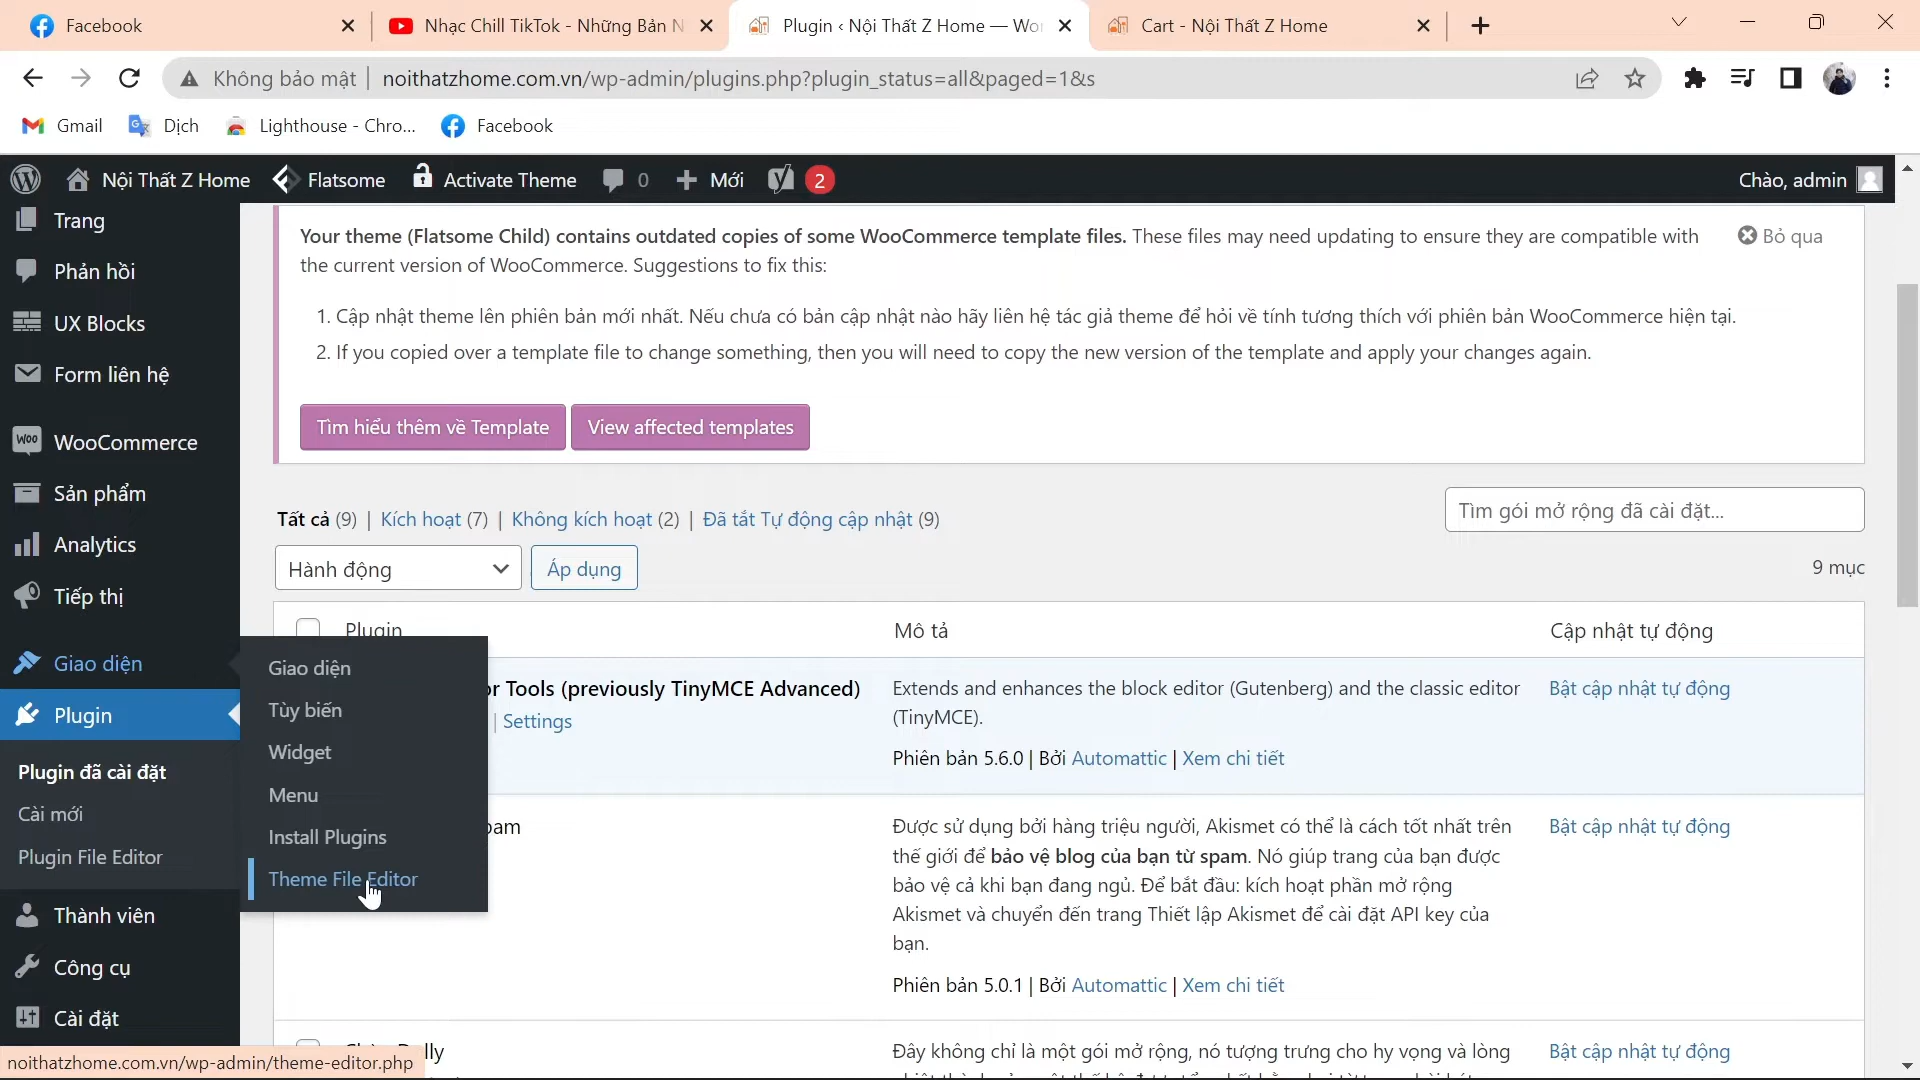 Facebook
Nhạc Chill TikTok - Những Bản N
Plugin ‹ Nội Thất Z Home — Wor
Cart - Nội Thất Z Home
Không bảo mật
noithatzhome.com.vn/wp-admin/plugins.php?plugin_status=all&paged=1&s
Gmail
Dịch
Lighthouse - Chro...
Facebook
Nội Thất Z Home
Flatsome
Activate Theme
0
Mới
2
Chào, admin
Trang
Phản hồi
UX Blocks
Form liên hệ
WooCommerce
Sản phẩm
Analytics
Tiếp thị
Giao diện
Plugin
Plugin đã cài đặt
Cài mới
Plugin File Editor
Thành viên
Công cụ
Cài đặt
Giao diện
Tùy biến
Widget
Menu
Install Plugins
Theme File Editor
Your theme (Flatsome Child) contains outdated copies of some WooCommerce template files. These files may need updating to ensure they are compatible with
the current version of WooCommerce. Suggestions to fix this:
Bỏ qua
1. Cập nhật theme lên phiên bản mới nhất. Nếu chưa có bản cập nhật nào hãy liên hệ tác giả theme để hỏi về tính tương thích với phiên bản WooCommerce hiện tại.
2. If you copied over a template file to change something, then you will need to copy the new version of the template and apply your changes again.
Tìm hiểu thêm về Template
View affected templates
Tất cả (9) | Kích hoạt (7) | Không kích hoạt (2) | Đã tắt Tự động cập nhật (9)
Tìm gói mở rộng đã cài đặt...
Hành động
Áp dụng
9 mục
Plugin
Mô tả
Cập nhật tự động
or Tools (previously TinyMCE Advanced)
| Settings
Extends and enhances the block editor (Gutenberg) and the classic editor
(TinyMCE).
Phiên bản 5.6.0 | Bởi Automattic | Xem chi tiết
Bật cập nhật tự động
pam
Được sử dụng bởi hàng triệu người, Akismet có thể là cách tốt nhất trên
thế giới để bảo vệ blog của bạn từ spam. Nó giúp trang của bạn được
bảo vệ cả khi bạn đang ngủ. Để bắt đầu: kích hoạt phần mở rộng
Akismet và chuyển đến trang Thiết lập Akismet để cài đặt API key của
bạn.
Phiên bản 5.0.1 | Bởi Automattic | Xem chi tiết
Bật cập nhật tự động
lly
Đây không chỉ là một gói mở rộng, nó tượng trưng cho hy vọng và lòng
Bật cập nhật tự động
noithatzhome.com.vn/wp-admin/theme-editor.php